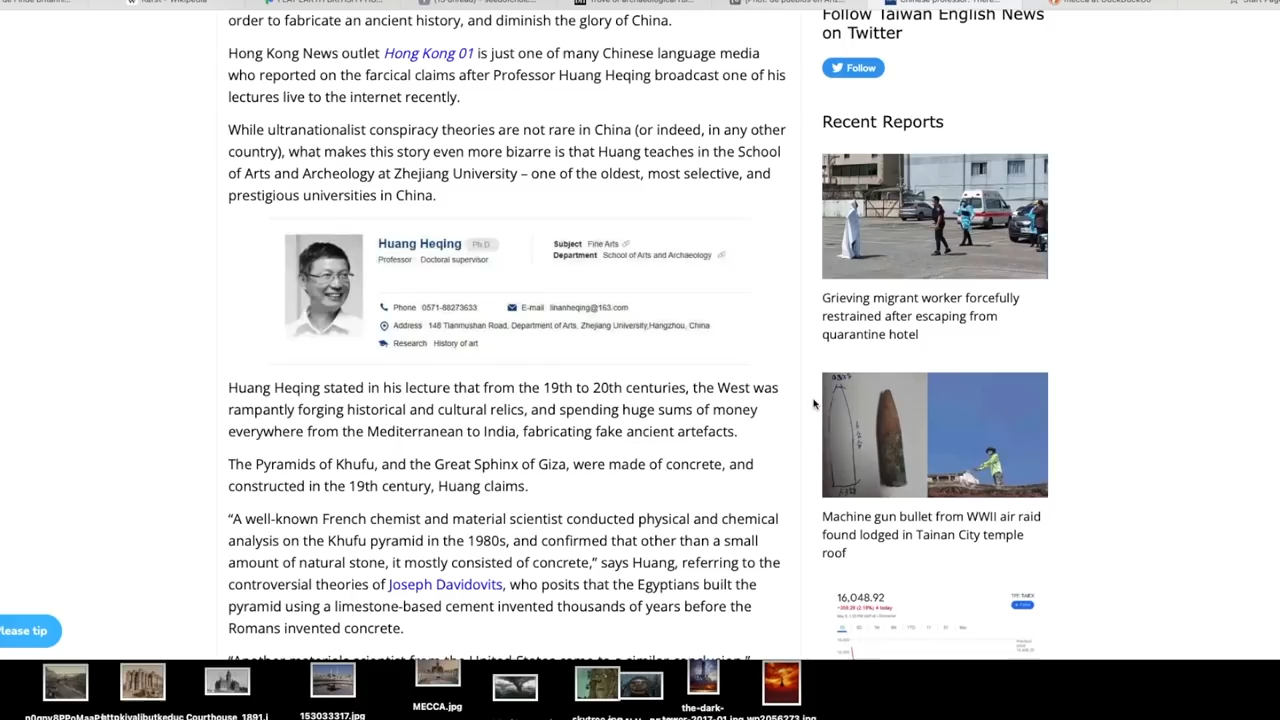 order to fabricate an ancient history, and diminish the glory of China.
Hong Kong News outlet Hong Kong 01 is just one of many Chinese language media
who reported on the farcical claims after Professor Huang Heqing broadcast one of his
lectures live to the internet recently.
While ultranationalist conspiracy theories are not rare in China (or indeed, in any other
country), what makes this story even more bizarre is that Huang teaches in the School
of Arts and Archeology at Zhejiang University – one of the oldest, most selective, and
prestigious universities in China.
Huang Heqing Ph.D
Professor Doctoral supervisor
Subject Fine Arts
Department School of Arts and Archaeology
Phone 0571-88273633 E-mail linanheqing@163.com
Address 148 Tianmushan Road, Department of Arts, Zhejiang University,Hangzhou, China
Research History of art
Huang Heqing stated in his lecture that from the 19th to 20th centuries, the West was
rampantly forging historical and cultural relics, and spending huge sums of money
everywhere from the Mediterranean to India, fabricating fake ancient artefacts.
The Pyramids of Khufu, and the Great Sphinx of Giza, were made of concrete, and
constructed in the 19th century, Huang claims.
“A well-known French chemist and material scientist conducted physical and chemical
analysis on the Khufu pyramid in the 1980s, and confirmed that other than a small
amount of natural stone, it mostly consisted of concrete,” says Huang, referring to the
controversial theories of Joseph Davidovits, who posits that the Egyptians built the
pyramid using a limestone-based cement invented thousands of years before the
Romans invented concrete.
Follow Taiwan English News
on Twitter
Follow
Recent Reports
Grieving migrant worker forcefully
restrained after escaping from
quarantine hotel
Machine gun bullet from WWII air raid
found lodged in Tainan City temple
roof
16,048.92
Please tip
Courthouse_1891.j
153033317.jpg
MECCA.jpg
the-dark-
tower-2017-01.jpg
wp2056273.jpg